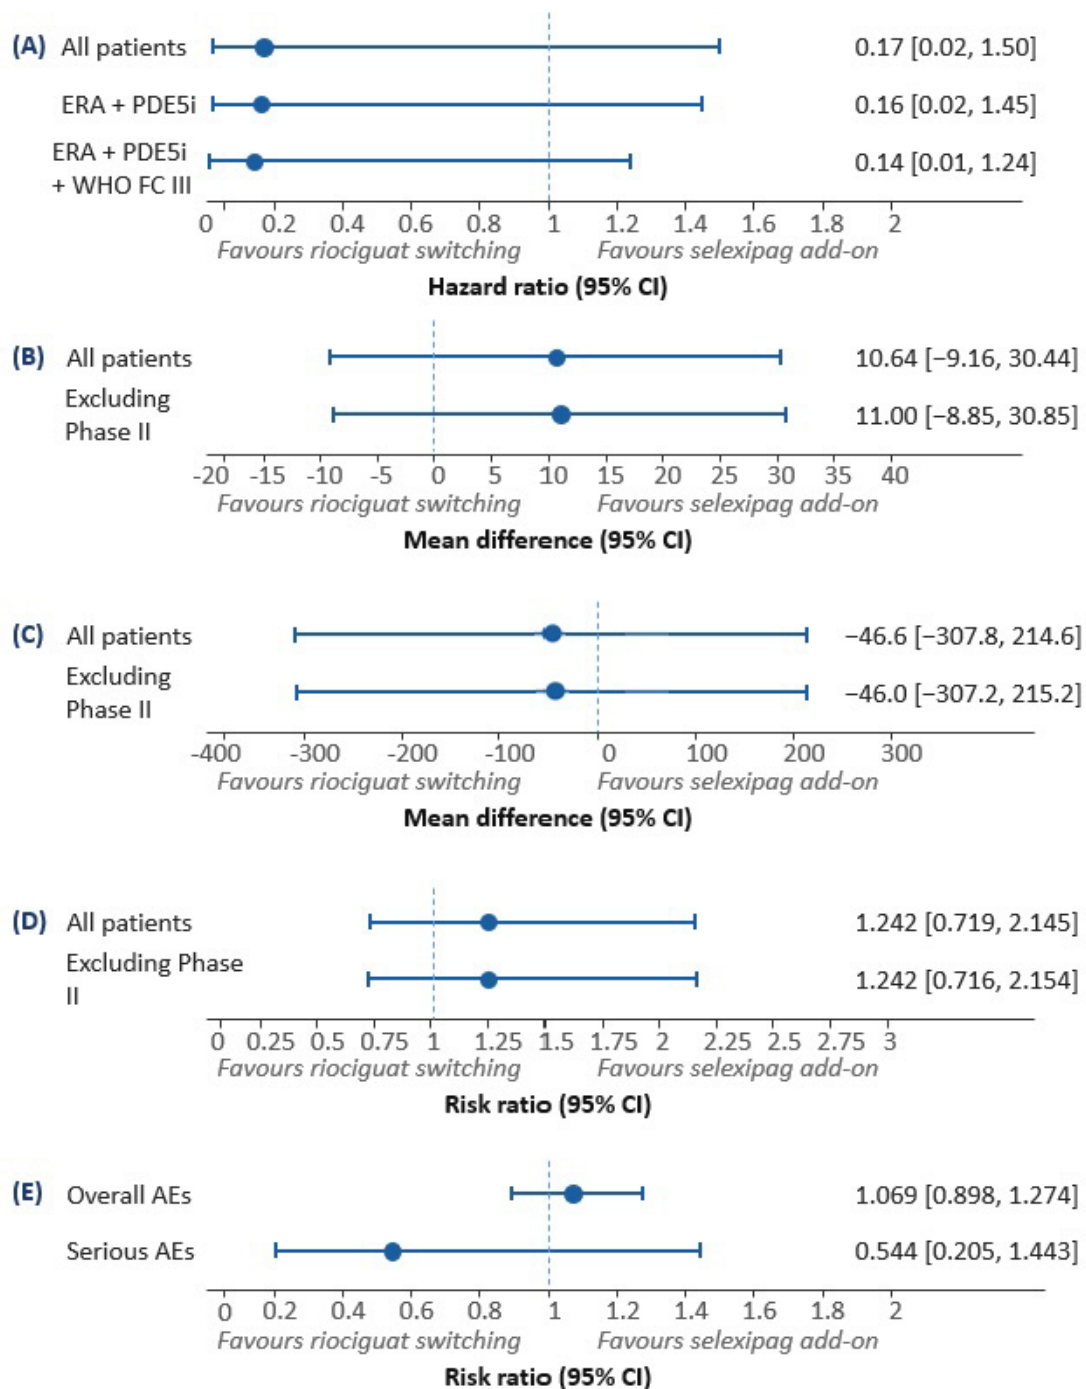 (A) All patients 0.17 [0.02, 1.50]
ERA + PDE5i 0.16 [0.02, 1.45]
ERA + PDE5i
+ WHO FC III 0.14 [0.01, 1.24]
0 0.2 0.4 0.6 0.8 1 1.2 1.4 1.6 1.8 2
Favours riociguat switching Favours selexipag add-on
Hazard ratio (95% CI)
(B) All patients 10.64 [−9.16, 30.44]
Excluding
Phase II 11.00 [−8.85, 30.85]
-20 -15 -10 -5 0 5 10 15 20 25 30 35 40
Favours riociguat switching Favours selexipag add-on
Mean difference (95% CI)
(C) All patients −46.6 [−307.8, 214.6]
Excluding
Phase II −46.0 [−307.2, 215.2]
-400 -300 -200 -100 0 100 200 300
Favours riociguat switching Favours selexipag add-on
Mean difference (95% CI)
(D) All patients 1.242 [0.719, 2.145]
Excluding Phase
II 1.242 [0.716, 2.154]
0 0.25 0.5 0.75 1 1.25 1.5 1.75 2 2.25 2.5 2.75 3
Favours riociguat switching Favours selexipag add-on
Risk ratio (95% CI)
(E) Overall AEs 1.069 [0.898, 1.274]
Serious AEs 0.544 [0.205, 1.443]
0 0.2 0.4 0.6 0.8 1 1.2 1.4 1.6 1.8 2
Favours riociguat switching Favours selexipag add-on
Risk ratio (95% CI)